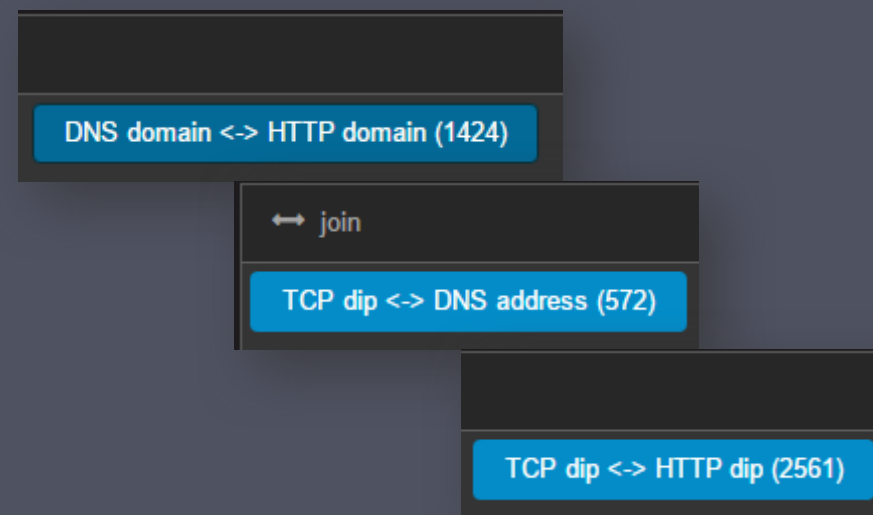 DNS domain <-> HTTP domain (1424)
join
TCP dip <-> DNS address (572)
TCP dip <-> HTTP dip (2561)